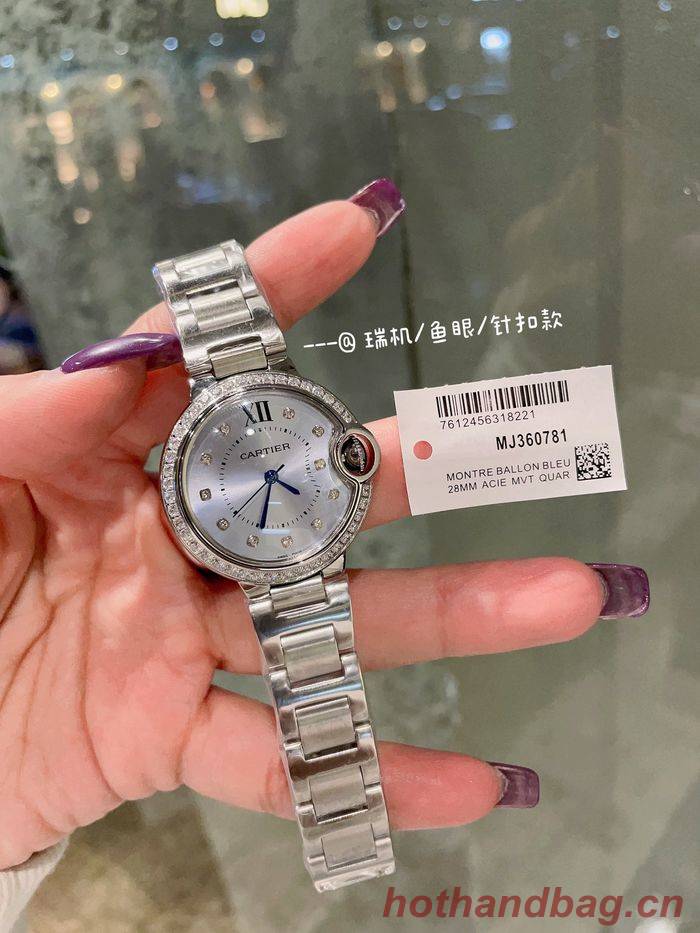 ---@ 瑞机/鱼眼/针扣款
XII
CARTIER
7612456318221
MJ360781
MONTRE BALLON BLEU
28MM ACIE MVT QUAR
hothandbag.cn